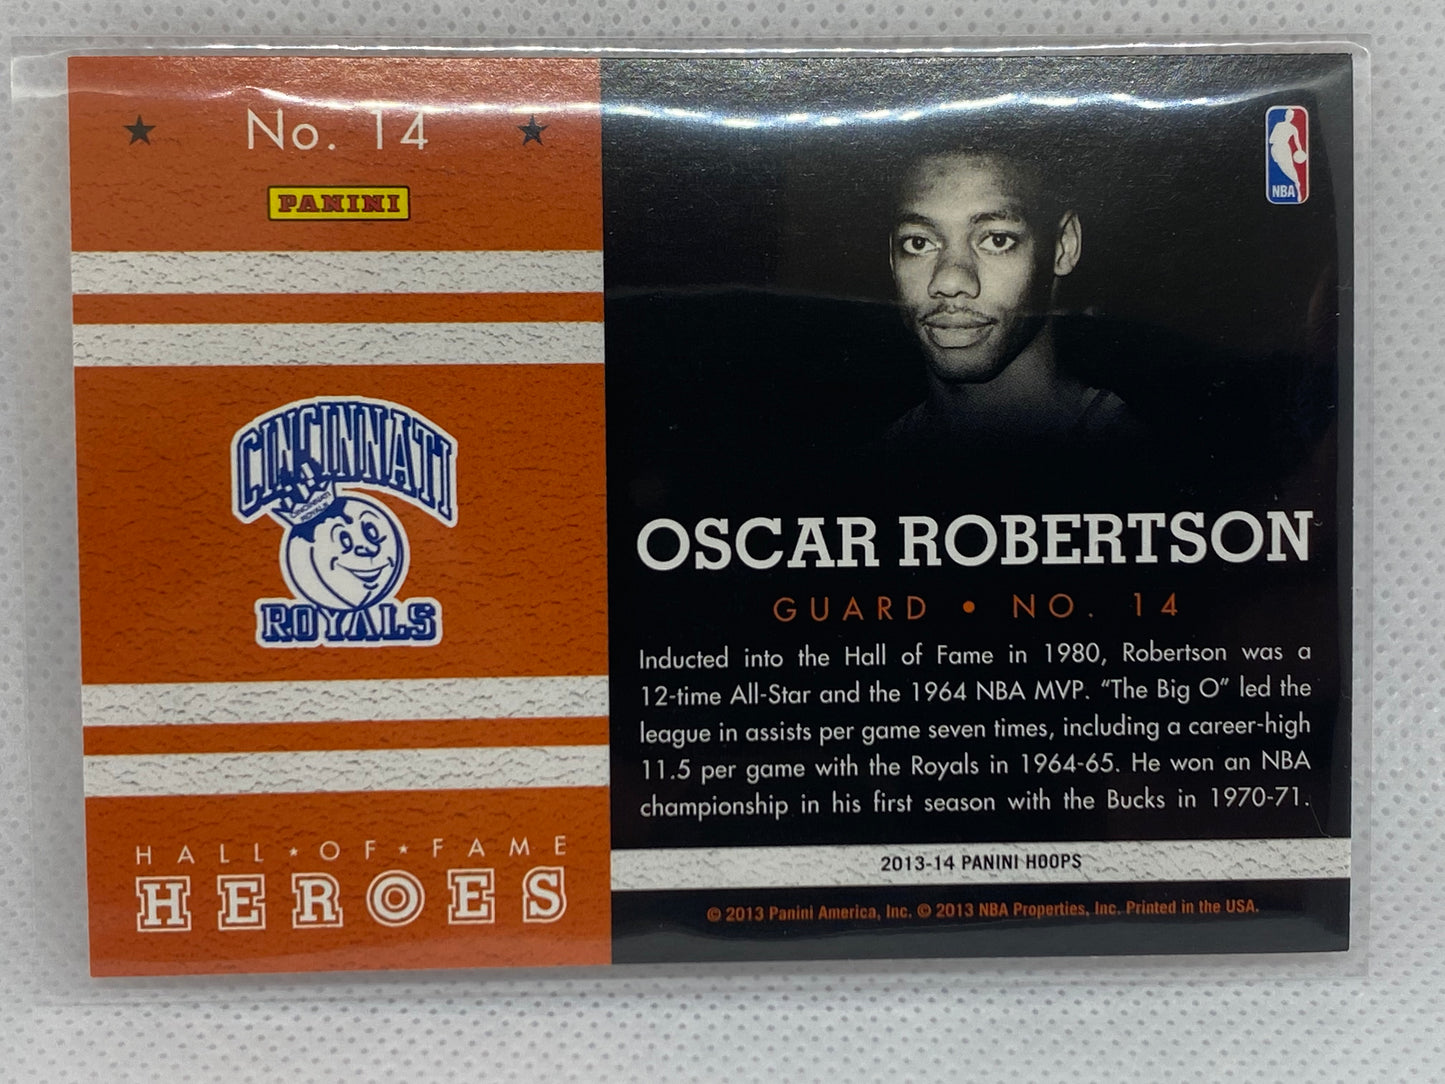 ★ No. 14 ★
PANINI
CINCINNATI
CINCINNATI
ROYALS
ROYALS
HALL★OF★FAME
HEROES
NBA
OSCAR ROBERTSON
GUARD • NO. 14
Inducted into the Hall of Fame in 1980, Robertson was a
12-time All-Star and the 1964 NBA MVP. “The Big O” led the
league in assists per game seven times, including a career-high
11.5 per game with the Royals in 1964-65. He won an NBA
championship in his first season with the Bucks in 1970-71.
2013-14 PANINI HOOPS
© 2013 Panini America, Inc. © 2013 NBA Properties, Inc. Printed in the USA.